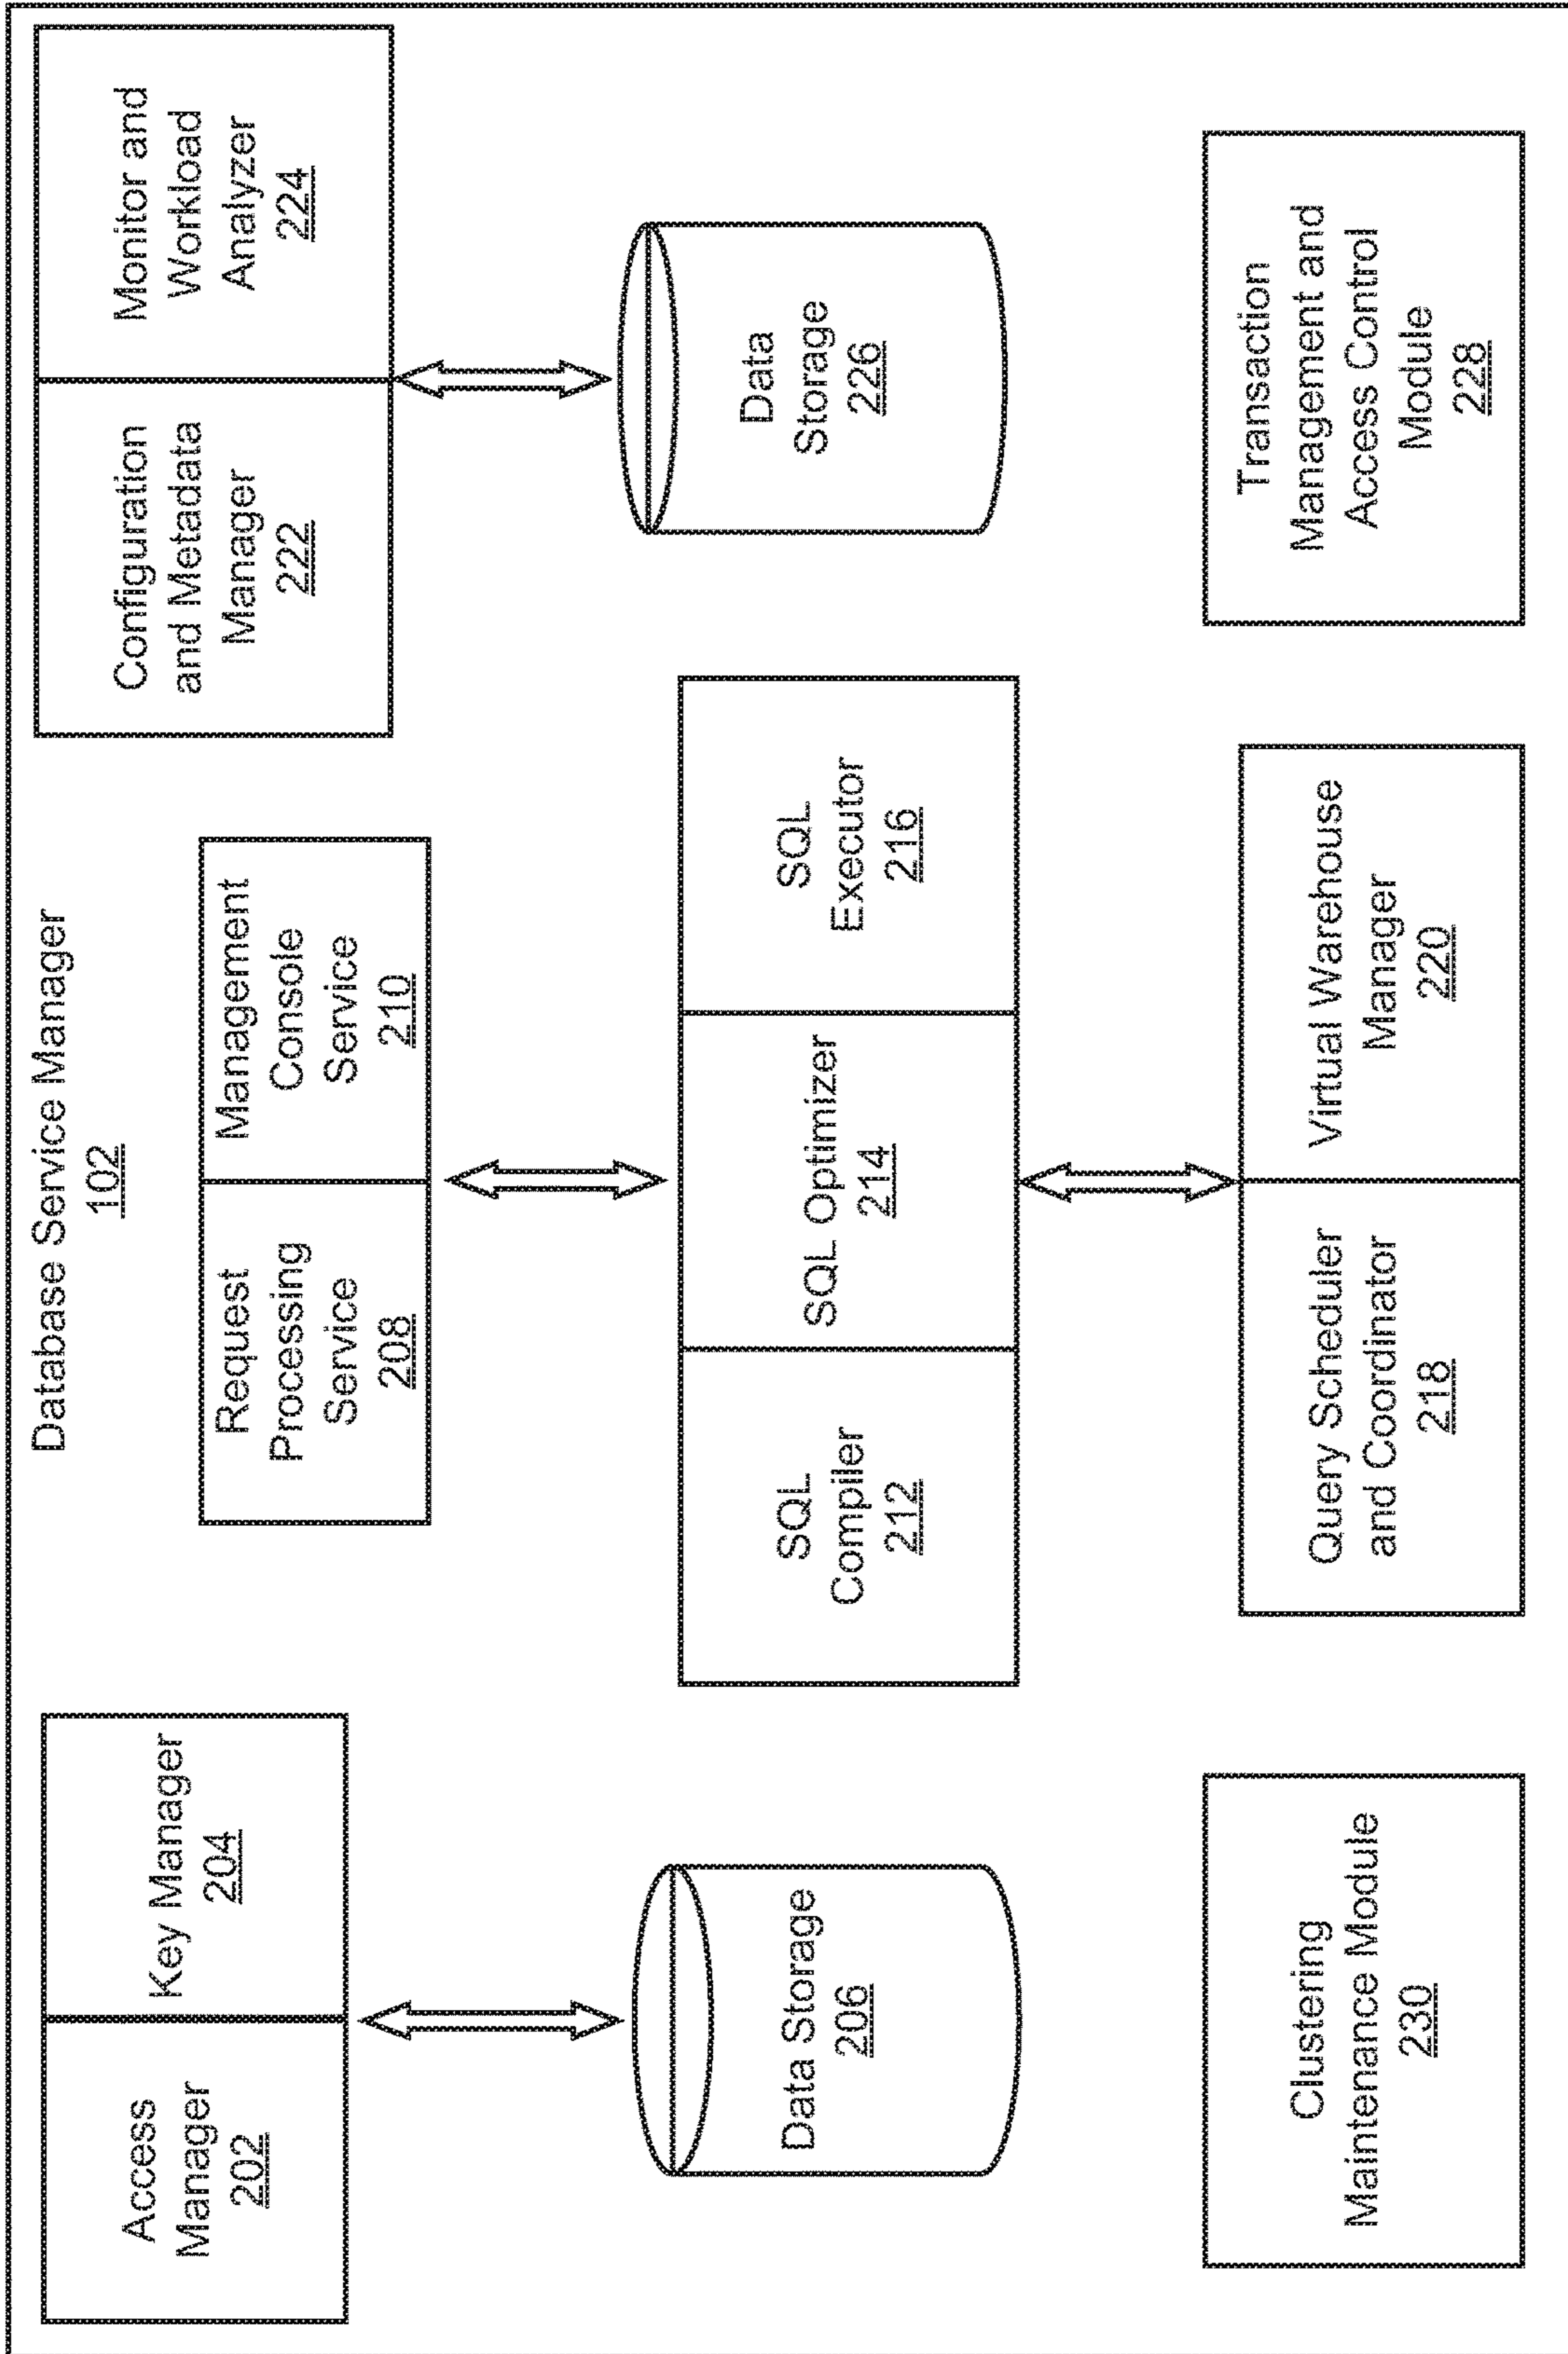 Database Service Manager
102
Access
Manager
202
Key Manager
204
Request
Processing
Service
208
Management
Console
Service
210
Configuration
and Metadata
Manager
222
Monitor and
Workload
Analyzer
224
Data Storage
206
SQL
Compiler
212
SQL Optimizer
214
SQL
Executor
216
Data
Storage
226
Clustering
Maintenance Module
230
Query Scheduler
and Coordinator
218
Virtual Warehouse
Manager
220
Transaction
Management and
Access Control
Module
228